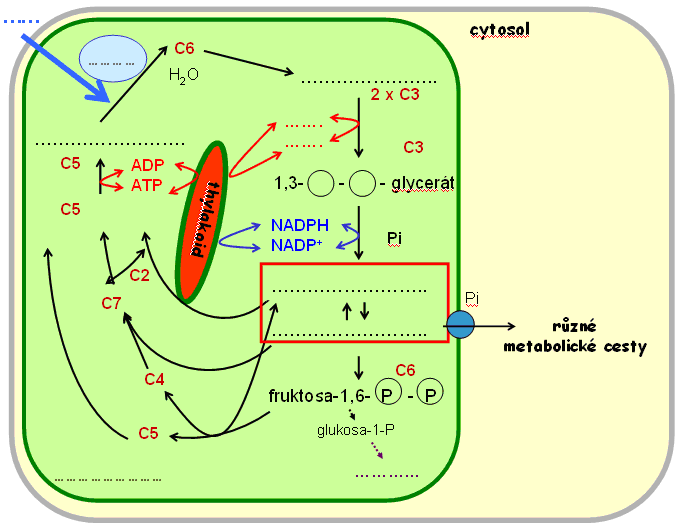 ……
cytosol
…………
C6
H2O
……………………
2 x C3
……………………
……
……
C3
C5
ADP
ATP
C5
thylakoid
1,3- - - glycerát
NADPH
NADP+
Pi
C2
C7
……………………
……………………
Pi
různé
metabolické cesty
C4
C6
fruktosa-1,6- P - P
glukosa-1-P
C5
……………………
…………